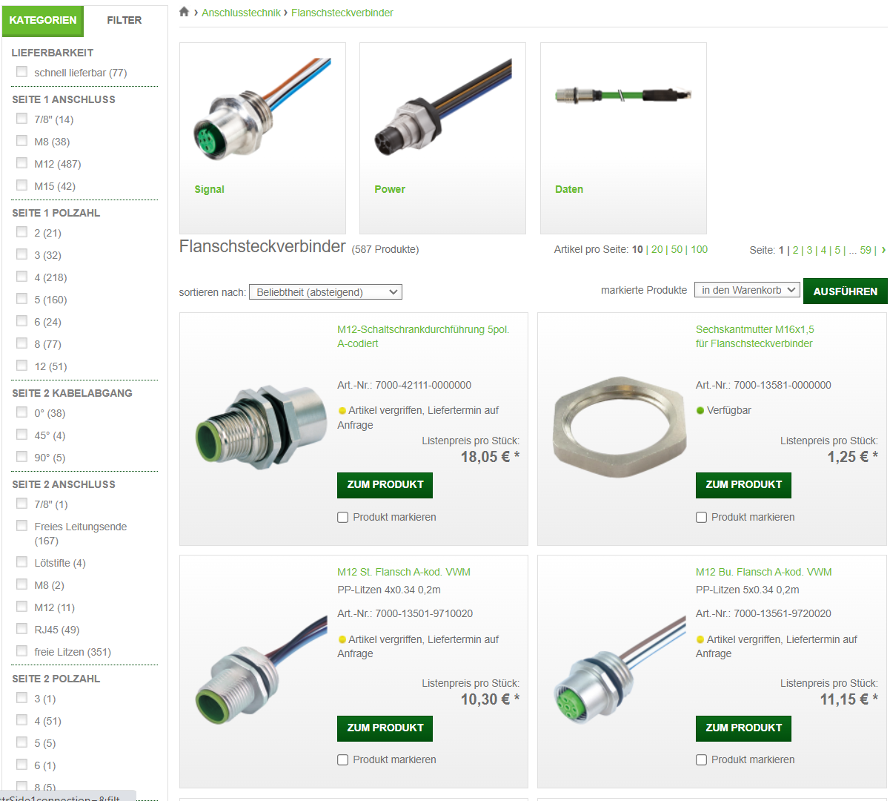 KATEGORIEN
FILTER
LIEFERBARKEIT
schnell lieferbar (77)
SEITE 1 ANSCHLUSS
7/8" (14)
M8 (38)
M12 (487)
M15 (42)
SEITE 1 POLZAHL
2 (21)
3 (32)
4 (218)
5 (160)
6 (24)
8 (77)
12 (51)
SEITE 2 KABELABGANG
0° (38)
45° (4)
90° (5)
SEITE 2 ANSCHLUSS
7/8" (1)
Freies Leitungsende
(167)
Lötstifte (4)
M8 (2)
M12 (11)
RJ45 (49)
freie Litzen (351)
SEITE 2 POLZAHL
3 (1)
4 (51)
5 (5)
6 (1)
8 (5)
› Anschlusstechnik › Flanschsteckverbinder
Signal
Power
Daten
Flanschsteckverbinder (587 Produkte)
Artikel pro Seite: 10 | 20 | 50 | 100
Seite: 1 | 2 | 3 | 4 | 5 | ... 59 | ›
sortieren nach: Beliebtheit (absteigend)
markierte Produkte in den Warenkorb AUSFÜHREN
M12-Schaltschrankdurchführung 5pol.
A-codiert
Art.-Nr.: 7000-42111-0000000
Artikel vergriffen, Liefertermin auf
Anfrage
Listenpreis pro Stück:
18,05 € *
ZUM PRODUKT
Produkt markieren
Sechskantmutter M16x1,5
für Flanschsteckverbinder
Art.-Nr.: 7000-13581-0000000
Verfügbar
Listenpreis pro Stück:
1,25 € *
ZUM PRODUKT
Produkt markieren
M12 St. Flansch A-kod. VWM
PP-Litzen 4x0.34 0,2m
Art.-Nr.: 7000-13501-9710020
Artikel vergriffen, Liefertermin auf
Anfrage
Listenpreis pro Stück:
10,30 € *
ZUM PRODUKT
Produkt markieren
M12 Bu. Flansch A-kod. VWM
PP-Litzen 5x0.34 0,2m
Art.-Nr.: 7000-13561-9720020
Artikel vergriffen, Liefertermin auf
Anfrage
Listenpreis pro Stück:
11,15 € *
ZUM PRODUKT
Produkt markieren